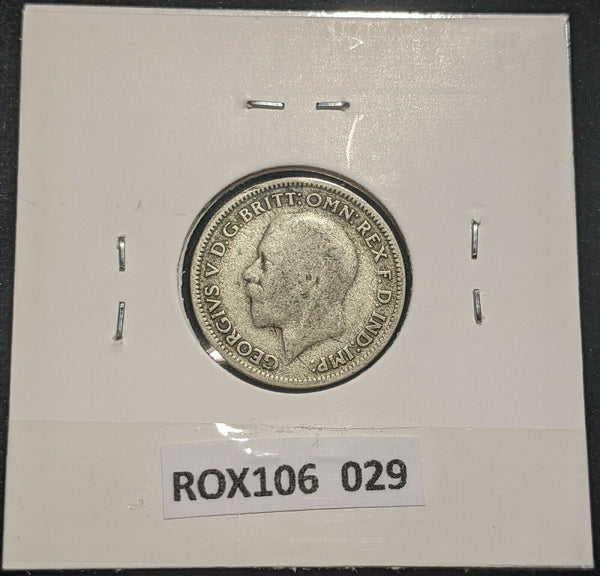 GEORGIVS V D.G.BRITT:OMN:REX F.D.IND:IMP:
ROX106 029